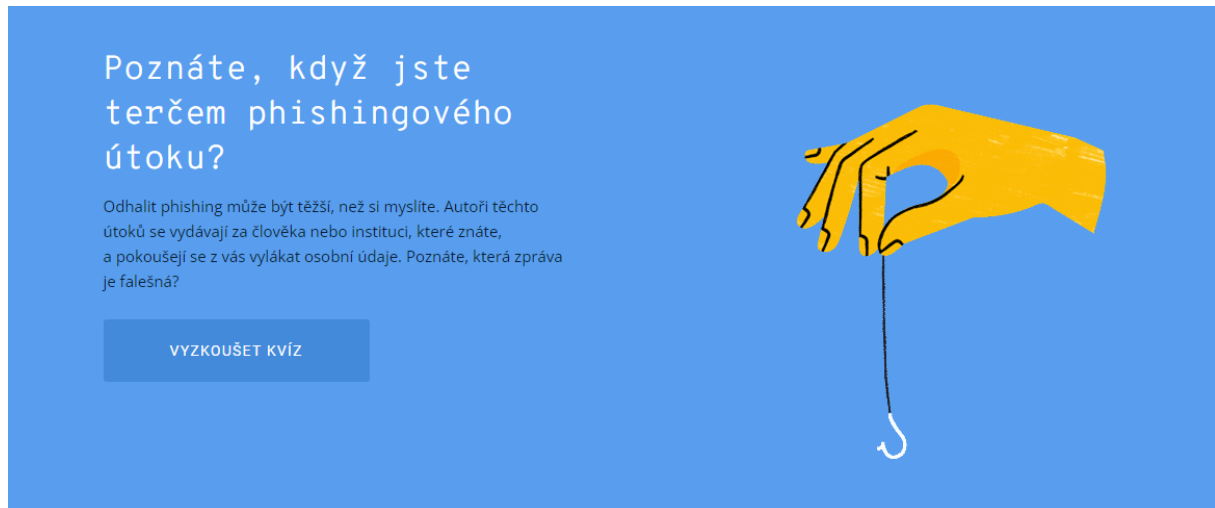 Poznáte, když jste
terčem phishingového
útoku?
Odhalit phishing může být těžší, než si myslíte. Autoři těchto
útoků se vydávají za člověka nebo instituci, které znáte,
a pokoušejí se z vás vylákat osobní údaje. Poznáte, která zpráva
je falešná?
VYZKOUŠET KVÍZ